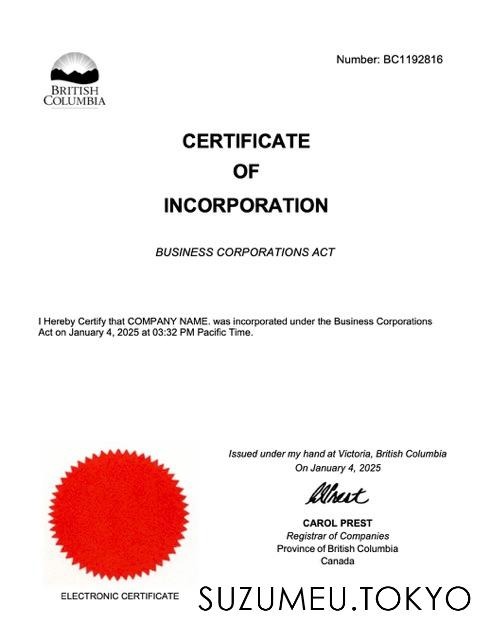 Number: BC1192816
BRITISH
COLUMBIA
CERTIFICATE
OF
INCORPORATION
BUSINESS CORPORATIONS ACT
I Hereby Certify that COMPANY NAME. was incorporated under the Business Corporations
Act on January 4, 2025 at 03:32 PM Pacific Time.
Issued under my hand at Victoria, British Columbia
On January 4, 2025
CAROL PREST
Registrar of Companies
Province of British Columbia
Canada
ELECTRONIC CERTIFICATE
SUZUMEU.TOKYO